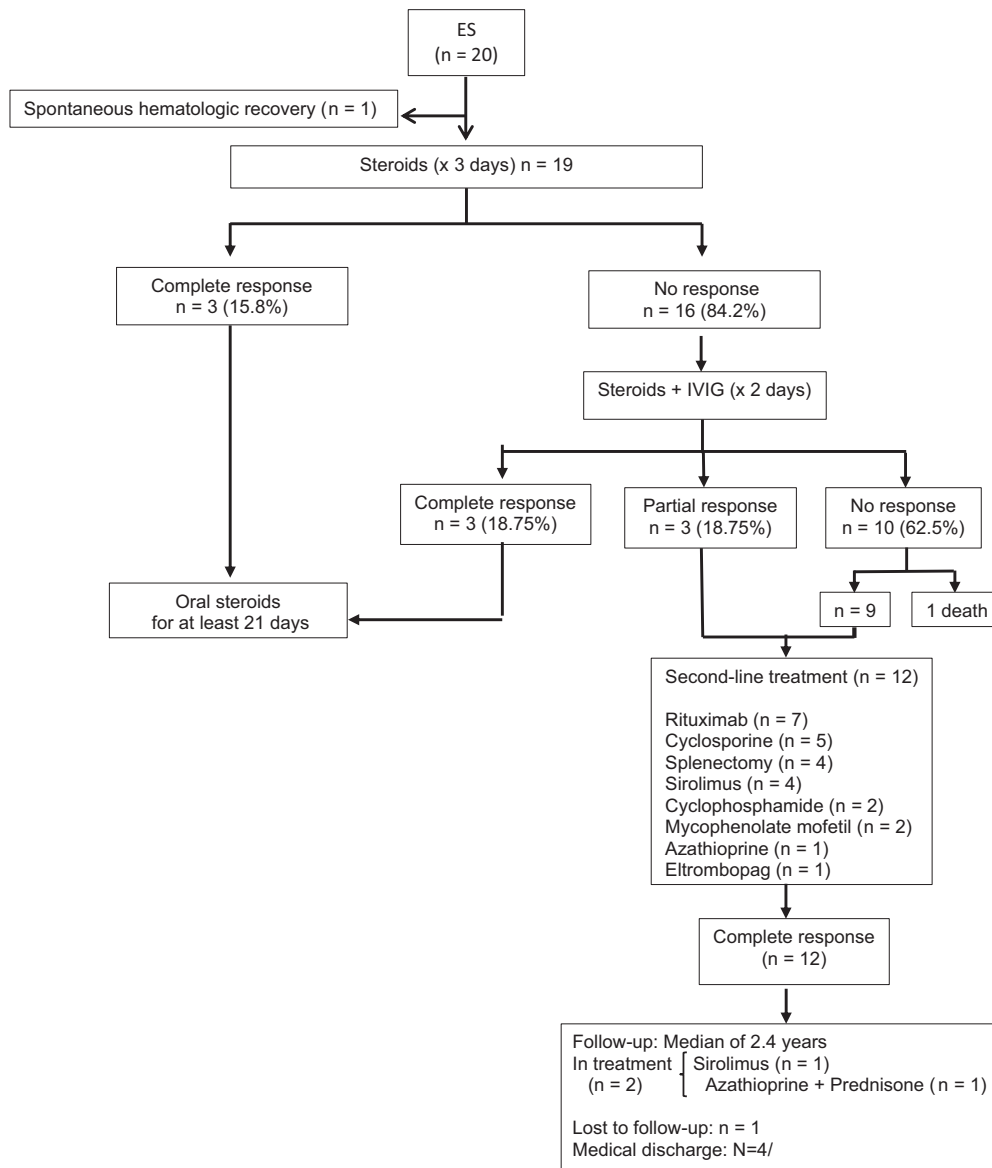 ES
(n = 20)
Spontaneous hematologic recovery (n = 1)
Steroids (x 3 days) n = 19
Complete response
n = 3 (15.8%)
No response
n = 16 (84.2%)
Steroids + IVIG (x 2 days)
Complete response
n = 3 (18.75%)
Partial response
n = 3 (18.75%)
No response
n = 10 (62.5%)
Oral steroids
for at least 21 days
n = 9
1 death
Second-line treatment (n = 12)
Rituximab (n = 7)
Cyclosporine (n = 5)
Splenectomy (n = 4)
Sirolimus (n = 4)
Cyclophosphamide (n = 2)
Mycophenolate mofetil (n = 2)
Azathioprine (n = 1)
Eltrombopag (n = 1)
Complete response
(n = 12)
Follow-up: Median of 2.4 years
In treatment Sirolimus (n = 1)
(n = 2) Azathioprine + Prednisone (n = 1)
Lost to follow-up: n = 1
Medical discharge: N=4/